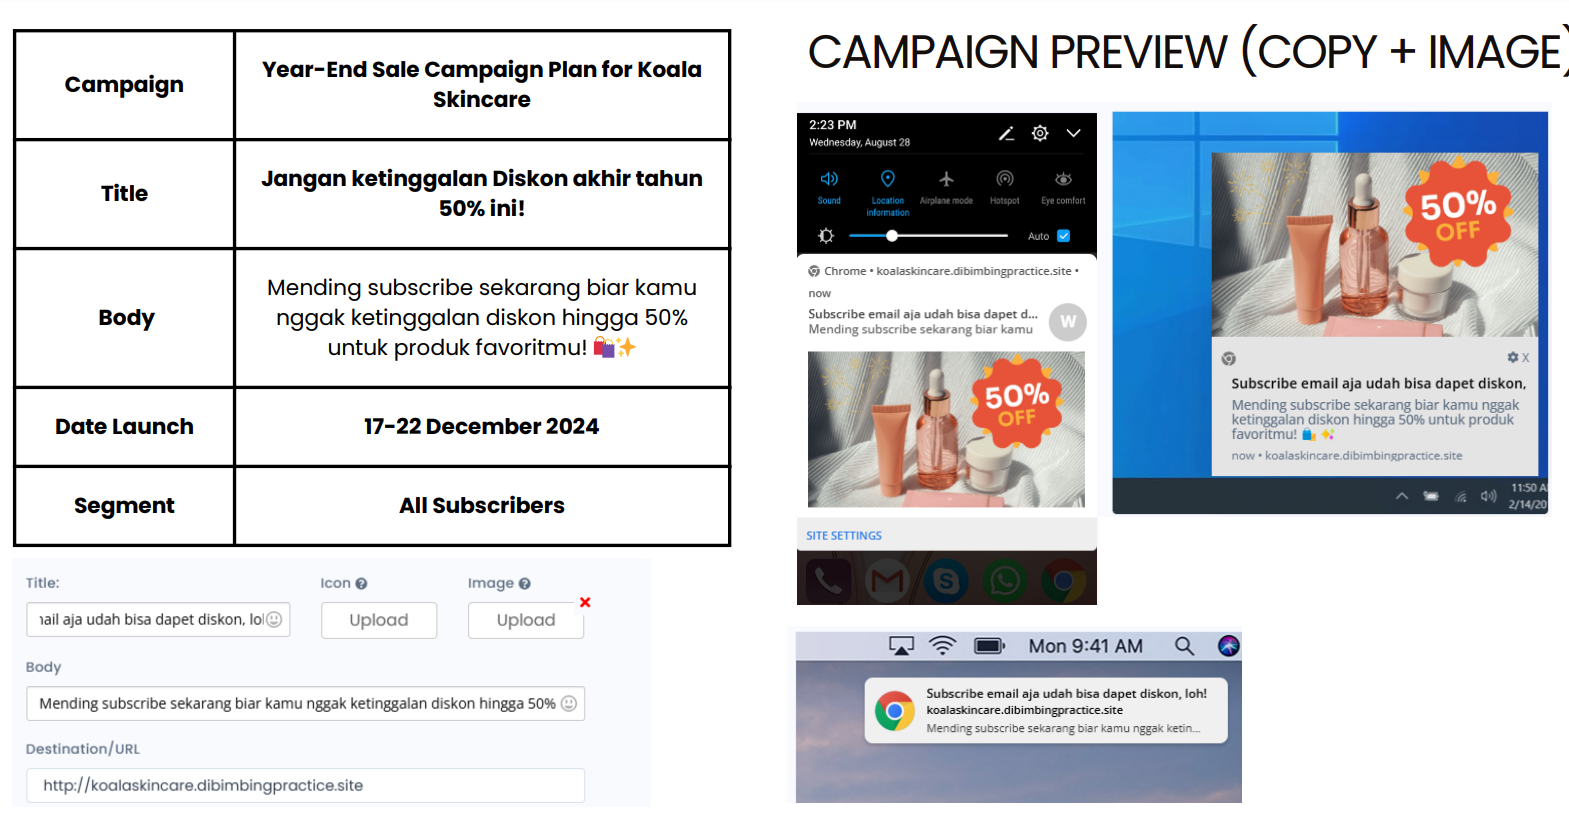 Campaign
Year-End Sale Campaign Plan for Koala
Skincare
Title
Jangan ketinggalan Diskon akhir tahun
50% ini!
Body
Mending subscribe sekarang biar kamu
nggak ketinggalan diskon hingga 50%
untuk produk favoritmu! 🛍️✨
Date Launch
17-22 December 2024
Segment
All Subscribers
Title:
Icon
Image
ail aja udah bisa dapet diskon, lo
Upload
Upload
Body
Mending subscribe sekarang biar kamu nggak ketinggalan diskon hingga 50%
Destination/URL
http://koalaskincare.dibimbingpractice.site
CAMPAIGN PREVIEW (COPY + IMAGE)
2:23 PM
Wednesday, August 28
Sound
Location
information
Airplane mode
Hotspot
Eye comfort
Auto
Chrome • koalaskincare.dibimbingpractice.site •
now
Subscribe email aja udah bisa dapet d...
Mending subscribe sekarang biar kamu
W
50%
OFF
SITE SETTINGS
50%
OFF
X
Subscribe email aja udah bisa dapet diskon,
Mending subscribe sekarang biar kamu nggak
ketinggalan diskon hingga 50% untuk produk
favoritmu! 🛍️✨
now • koalaskincare.dibimbingpractice.site
11:50 A
2/14/20
Mon 9:41 AM
Subscribe email aja udah bisa dapet diskon, loh!
koalaskincare.dibimbingpractice.site
Mending subscribe sekarang biar kamu nggak ketin...